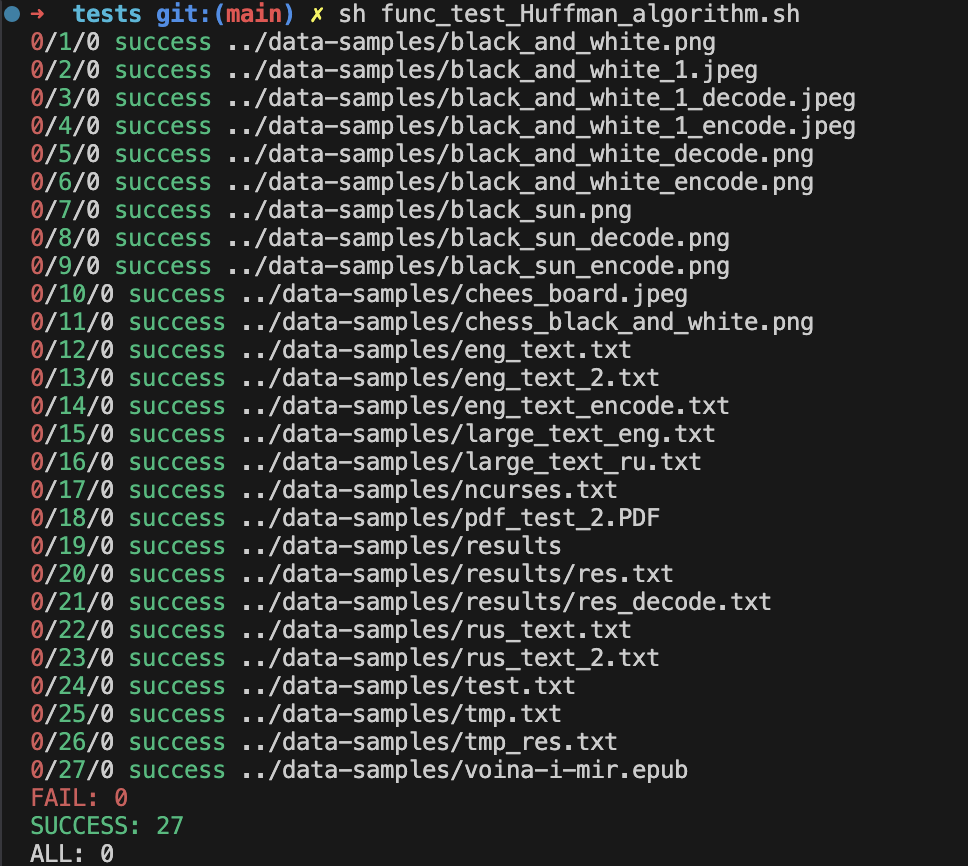 ➜ tests git:(main) ✗ sh func_test_Huffman_algorithm.sh
0/1/0 success ../data-samples/black_and_white.png
0/2/0 success ../data-samples/black_and_white_1.jpeg
0/3/0 success ../data-samples/black_and_white_1_decode.jpeg
0/4/0 success ../data-samples/black_and_white_1_encode.jpeg
0/5/0 success ../data-samples/black_and_white_decode.png
0/6/0 success ../data-samples/black_and_white_encode.png
0/7/0 success ../data-samples/black_sun.png
0/8/0 success ../data-samples/black_sun_decode.png
0/9/0 success ../data-samples/black_sun_encode.png
0/10/0 success ../data-samples/chees_board.jpeg
0/11/0 success ../data-samples/chess_black_and_white.png
0/12/0 success ../data-samples/eng_text.txt
0/13/0 success ../data-samples/eng_text_2.txt
0/14/0 success ../data-samples/eng_text_encode.txt
0/15/0 success ../data-samples/large_text_eng.txt
0/16/0 success ../data-samples/large_text_ru.txt
0/17/0 success ../data-samples/ncurses.txt
0/18/0 success ../data-samples/pdf_test_2.PDF
0/19/0 success ../data-samples/results
0/20/0 success ../data-samples/results/res.txt
0/21/0 success ../data-samples/results/res_decode.txt
0/22/0 success ../data-samples/rus_text.txt
0/23/0 success ../data-samples/rus_text_2.txt
0/24/0 success ../data-samples/test.txt
0/25/0 success ../data-samples/tmp.txt
0/26/0 success ../data-samples/tmp_res.txt
0/27/0 success ../data-samples/voina-i-mir.epub
FAIL: 0
SUCCESS: 27
ALL: 0